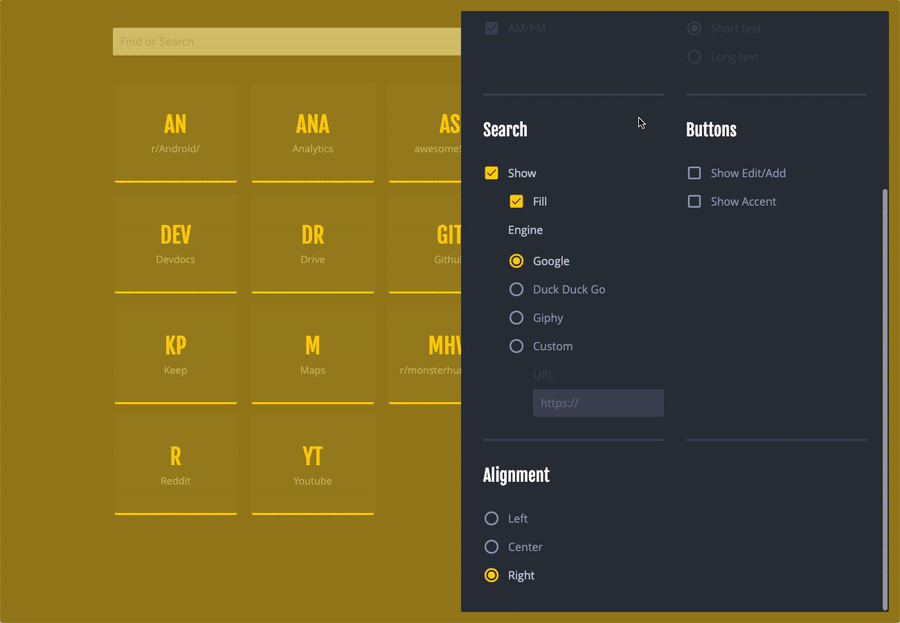 Find or Search
AN
r/Android/
ANA
Analytics
AS
awesome
DEV
Devdocs
DR
Drive
GIT
Githu
KP
Keep
M
Maps
r/monsterhu
R
Reddit
YT
Youtube
AM/PM
Short text
Long text
Search
Show
Fill
Engine
Google
Duck Duck Go
Giphy
Custom
URL
https://
Buttons
Show Edit/Add
Show Accent
Alignment
Left
Center
Right